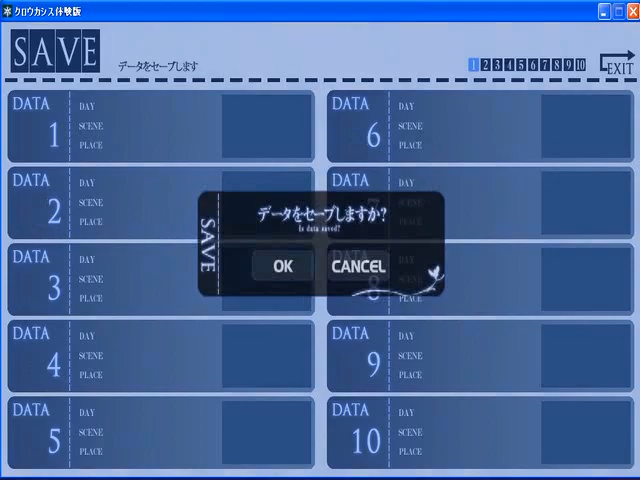 クロウカシス体験版
SAVE
データをセーブします
1 2 3 4 5 6 7 8 9 10
EXIT
DATA 1
DAY
SCENE
PLACE
DATA 2
DAY
SCENE
PLACE
DATA 3
DAY
SCENE
PLACE
DATA 4
DAY
SCENE
PLACE
DATA 5
DAY
SCENE
PLACE
DATA 6
DAY
SCENE
PLACE
DATA 7
DAY
SCENE
PLACE
DATA 8
PLACE
DATA 9
DAY
SCENE
PLACE
DATA 10
DAY
SCENE
PLACE
SAVE
データをセーブしますか?
Is data saved?
OK
CANCEL